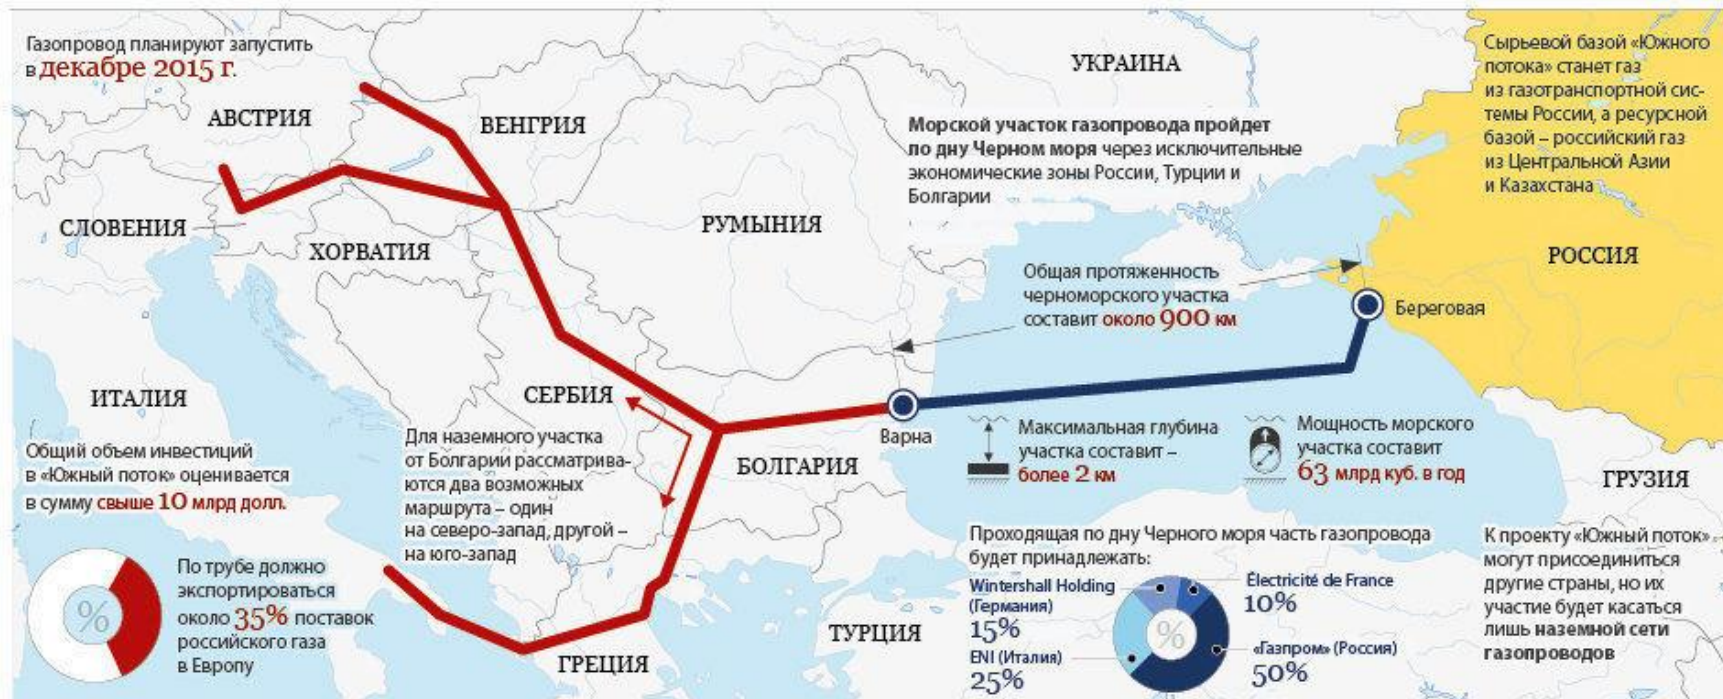 Газопровод планируют запустить
в декабре 2015 г.
АВСТРИЯ
ВЕНГРИЯ
УКРАИНА
Сырьевой базой «Южного
потока» станет газ
из газотранспортной сис-
темы России, а ресурсной
базой – российский газ
из Центральной Азии
и Казахстана
Морской участок газопровода пройдет
по дну Черном моря через исключительные
экономические зоны России, Турции и
Болгарии
СЛОВЕНИЯ
ХОРВАТИЯ
РУМЫНИЯ
РОССИЯ
Общая протяженность
черноморского участка
составит около 900 км
Береговая
ИТАЛИЯ
СЕРБИЯ
Варна
БОЛГАРИЯ
ГРУЗИЯ
Общий объем инвестиций
в «Южный поток» оценивается
в сумму свыше 10 млрд долл.
Для наземного участка
от Болгарии рассматрива-
ются два возможных
маршрута – один
на северо-запад, другой –
на юго-запад
Максимальная глубина
участка составит –
более 2 км
Мощность морского
участка составит
63 млрд куб. в год
%
По трубе должно
экспортироваться
около 35% поставок
российского газа
в Европу
ГРЕЦИЯ
ТУРЦИЯ
Проходящая по дну Черного моря часть газопровода
будет принадлежать:
Wintershall Holding
(Германия)
15%
ENI (Италия)
25%
%
Électricité de France
10%
«Газпром» (Россия)
50%
К проекту «Южный поток»
могут присоединиться
другие страны, но их
участие будет касаться
лишь наземной сети
газопроводов